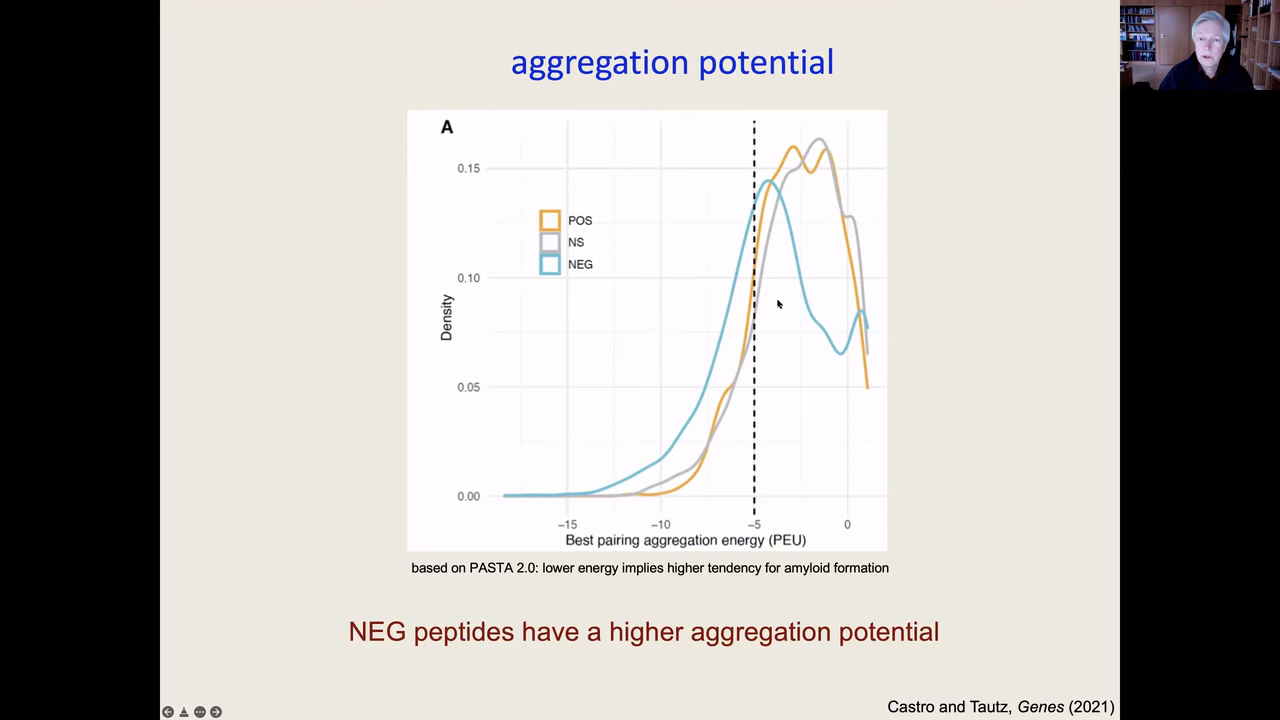 aggregation potential
A
0.15
0.10
0.05
0.00
Density
POS
NS
NEG
−15
−10
−5
0
Best pairing aggregation energy (PEU)
based on PASTA 2.0: lower energy implies higher tendency for amyloid formation
NEG peptides have a higher aggregation potential
Castro and Tautz, Genes (2021)